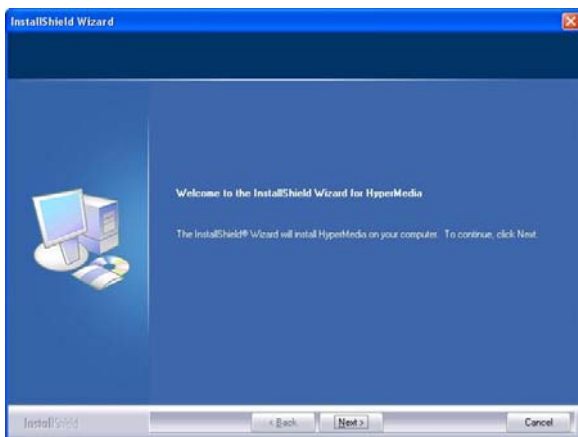 InstallShield Wizard
Welcome to the InstallShield Wizard for HyperMedia
The InstallShield® Wizard will install HyperMedia on your computer. To continue, click Next.
InstallShield
< Back
Next >
Cancel